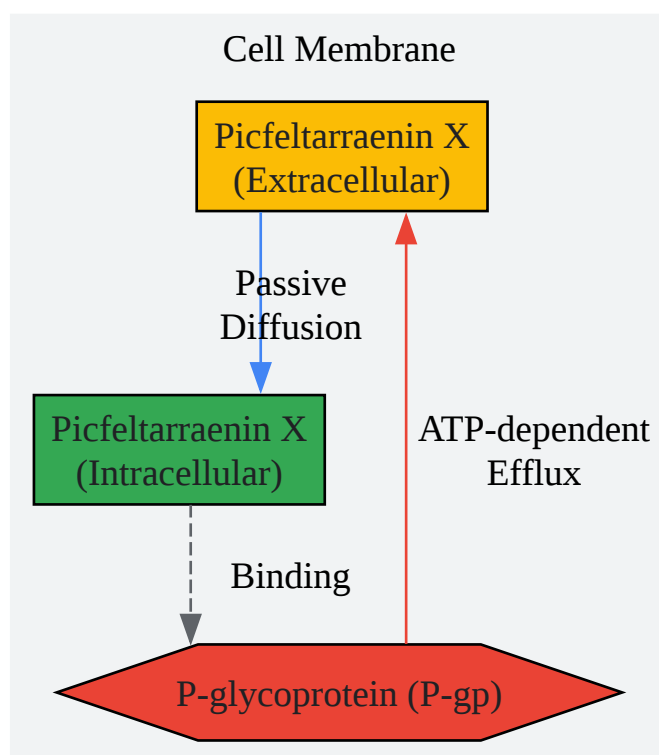 Cell Membrane
Picfeltarraenin X
(Extracellular)
Passive
Diffusion
Picfeltarraenin X
(Intracellular)
ATP-dependent
Efflux
Binding
P-glycoprotein (P-gp)